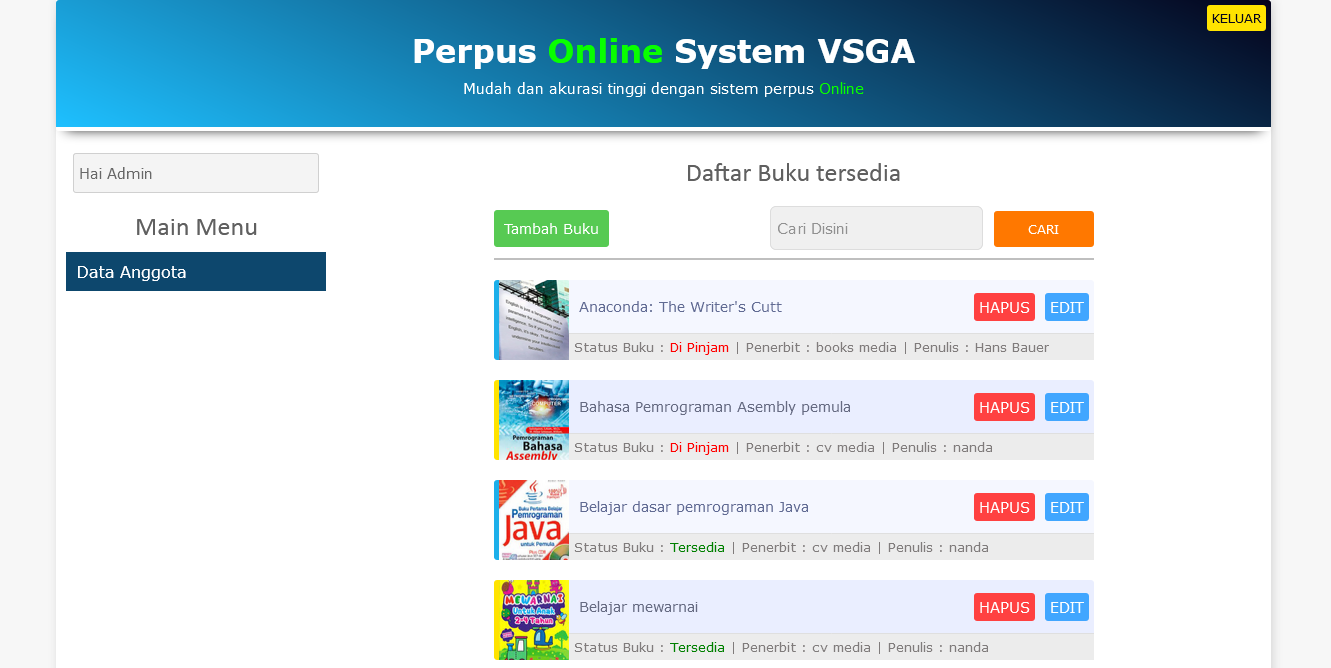 KELUAR
Perpus Online System VSGA
Mudah dan akurasi tinggi dengan sistem perpus Online
Hai Admin
Main Menu
Data Anggota
Daftar Buku tersedia
Tambah Buku
Cari Disini
CARI
Anaconda: The Writer's Cutt
HAPUS
EDIT
Status Buku : Di Pinjam | Penerbit : books media | Penulis : Hans Bauer
COMPUTER
Pemrograman
Bahasa
Assembly
Bahasa Pemrograman Asembly pemula
HAPUS
EDIT
Status Buku : Di Pinjam | Penerbit : cv media | Penulis : nanda
Buku Pertama Belajar
Pemrograman
Java
untuk Pemula
Plus CD
Belajar dasar pemrograman Java
HAPUS
EDIT
Status Buku : Tersedia | Penerbit : cv media | Penulis : nanda
MEWARNAI
Untuk Anak
2-4 Tahun
Belajar mewarnai
HAPUS
EDIT
Status Buku : Tersedia | Penerbit : cv media | Penulis : nanda